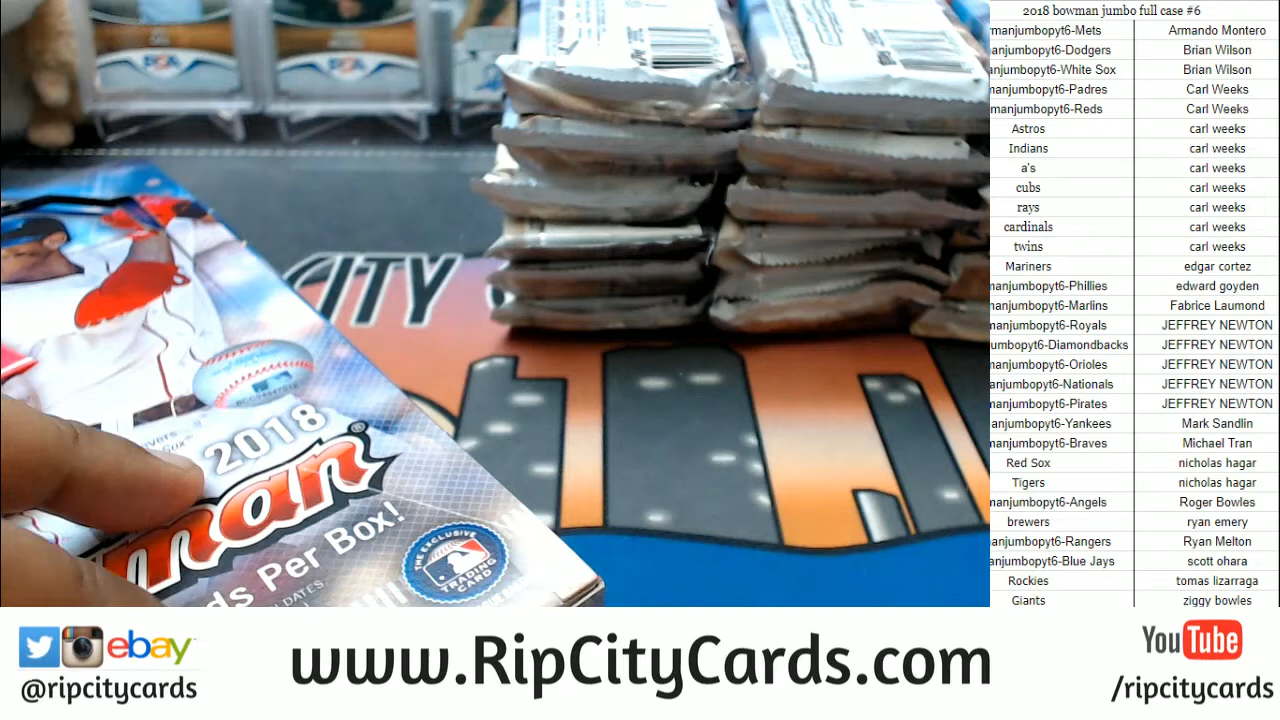 2018 bowman jumbo full case #6
manjumbopyt6-Mets Armando Montero
anjumbopyt6-Dodgers Brian Wilson
anjumbopyt6-White Sox Brian Wilson
manjumbopyt6-Padres Carl Weeks
manjumbopyt6-Reds Carl Weeks
Astros carl weeks
Indians carl weeks
a's carl weeks
cubs carl weeks
rays carl weeks
cardinals carl weeks
twins carl weeks
Mariners edgar cortez
manjumbopyt6-Phillies edward goyden
manjumbopyt6-Marlins Fabrice Laumond
manjumbopyt6-Royals JEFFREY NEWTON
umbopyt6-Diamondbacks JEFFREY NEWTON
anjumbopyt6-Orioles JEFFREY NEWTON
anjumbopyt6-Nationals JEFFREY NEWTON
manjumbopyt6-Pirates JEFFREY NEWTON
manjumbopyt6-Yankees Mark Sandlin
manjumbopyt6-Braves Michael Tran
Red Sox nicholas hagar
Tigers nicholas hagar
manjumbopyt6-Angels Roger Bowles
brewers ryan emery
manjumbopyt6-Rangers Ryan Melton
anjumbopyt6-Blue Jays scott ohara
Rockies tomas lizarraga
Giants ziggy bowles
CITY
2018
man®
ds Per Box!
THE EXCLUSIVE
TRADING
CARD
ebay
@ripcitycards
www.RipCityCards.com
YouTube
/ripcitycards